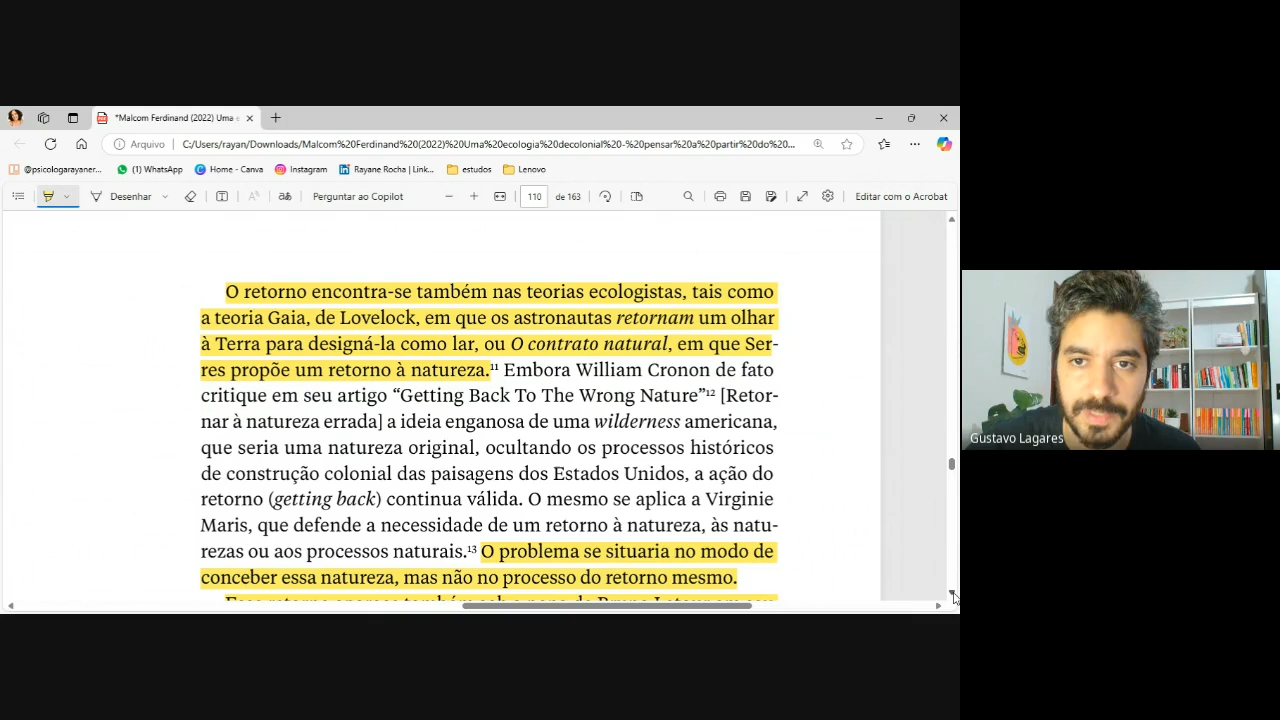 *Malcom Ferdinand (2022) Uma e
Arquivo
C:/Users/rayan/Downloads/Malcom%20Ferdinand%20(2022)%20Uma%20ecologia%20decolonial%20-%20pensar%20a%20partir%20do%20...
@psicologarayaner...
(1) WhatsApp
Home - Canva
Instagram
Rayane Rocha | Link...
estudos
Lenovo
Desenhar
aあ
Perguntar ao Copilot
110 de 163
Editar com o Acrobat
O retorno encontra-se também nas teorias ecologistas, tais como
a teoria Gaia, de Lovelock, em que os astronautas retornam um olhar
à Terra para designá-la como lar, ou O contrato natural, em que Ser-
res propõe um retorno à natureza.¹¹ Embora William Cronon de fato
critique em seu artigo “Getting Back To The Wrong Nature”¹² [Retor-
nar à natureza errada] a ideia enganosa de uma wilderness americana,
que seria uma natureza original, ocultando os processos históricos
de construção colonial das paisagens dos Estados Unidos, a ação do
retorno (getting back) continua válida. O mesmo se aplica a Virginie
Maris, que defende a necessidade de um retorno à natureza, às natu-
rezas ou aos processos naturais.¹³ O problema se situaria no modo de
conceber essa natureza, mas não no processo do retorno mesmo.
Gustavo Lagares